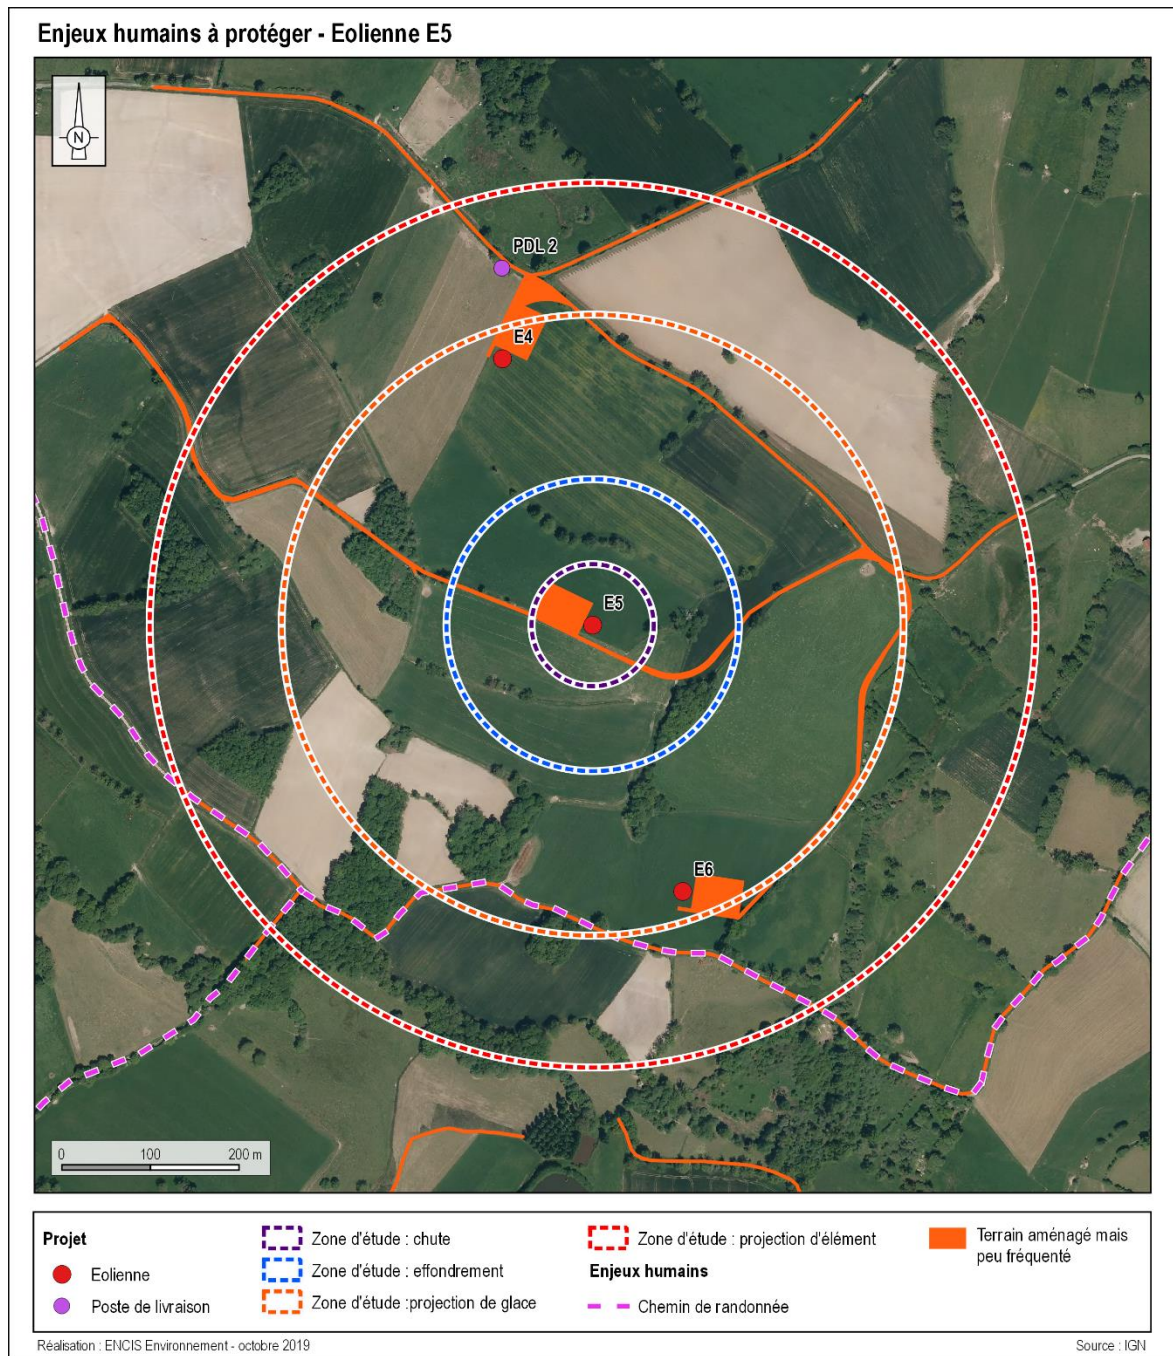 Enjeux humains à protéger - Eolienne E5
N
PDL 2
E4
E5
E6
0 100 200 m
Projet
Eolienne
Poste de livraison
Zone d'étude : chute
Zone d'étude : effondrement
Zone d'étude :projection de glace
Zone d'étude : projection d'élément
Enjeux humains
Chemin de randonnée
Terrain aménagé mais
peu fréquenté
Réalisation : ENCIS Environnement - octobre 2019
Source : IGN